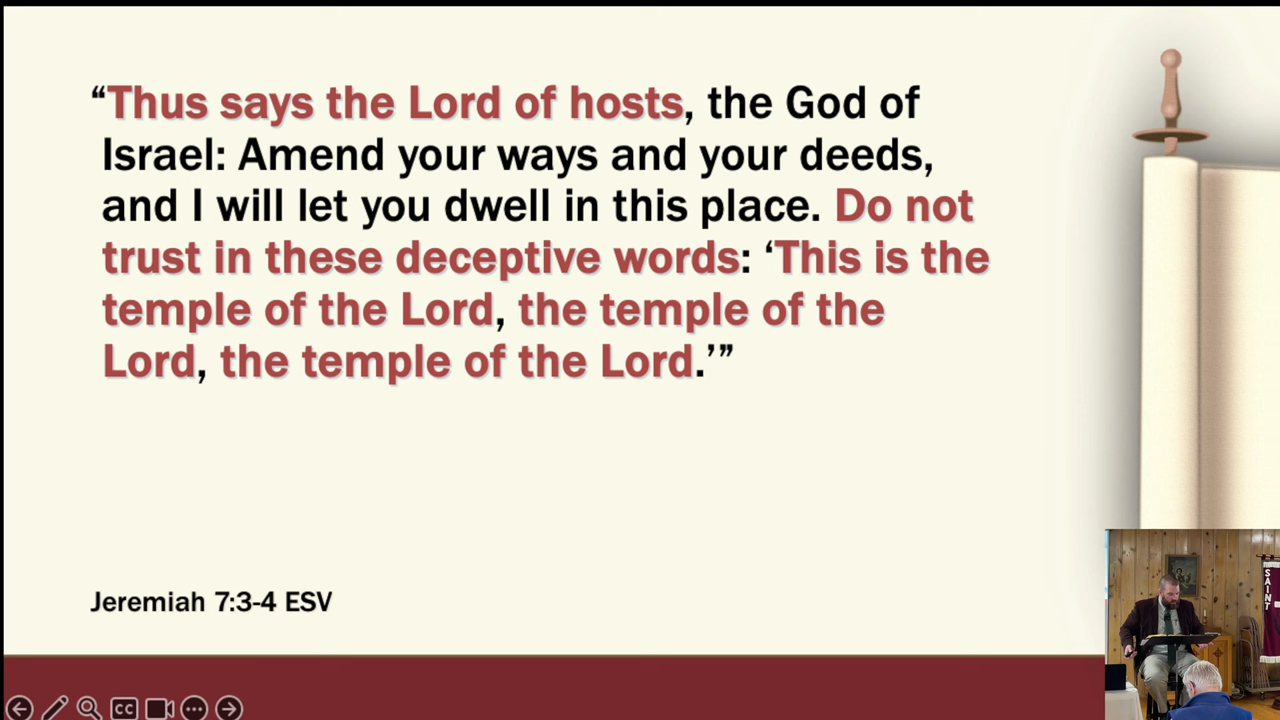 “Thus says the Lord of hosts, the God of
Israel: Amend your ways and your deeds,
and I will let you dwell in this place. Do not
trust in these deceptive words: ‘This is the
temple of the Lord, the temple of the
Lord, the temple of the Lord.’”
Jeremiah 7:3-4 ESV
SAINT
CC